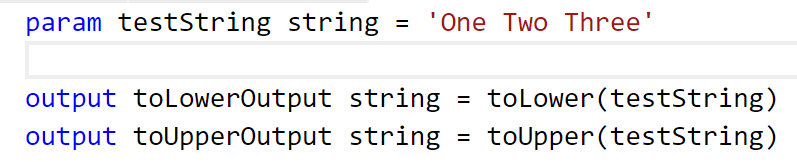 param testString string = 'One Two Three'
output toLowerOutput string = toLower(testString)
output toUpperOutput string = toUpper(testString)